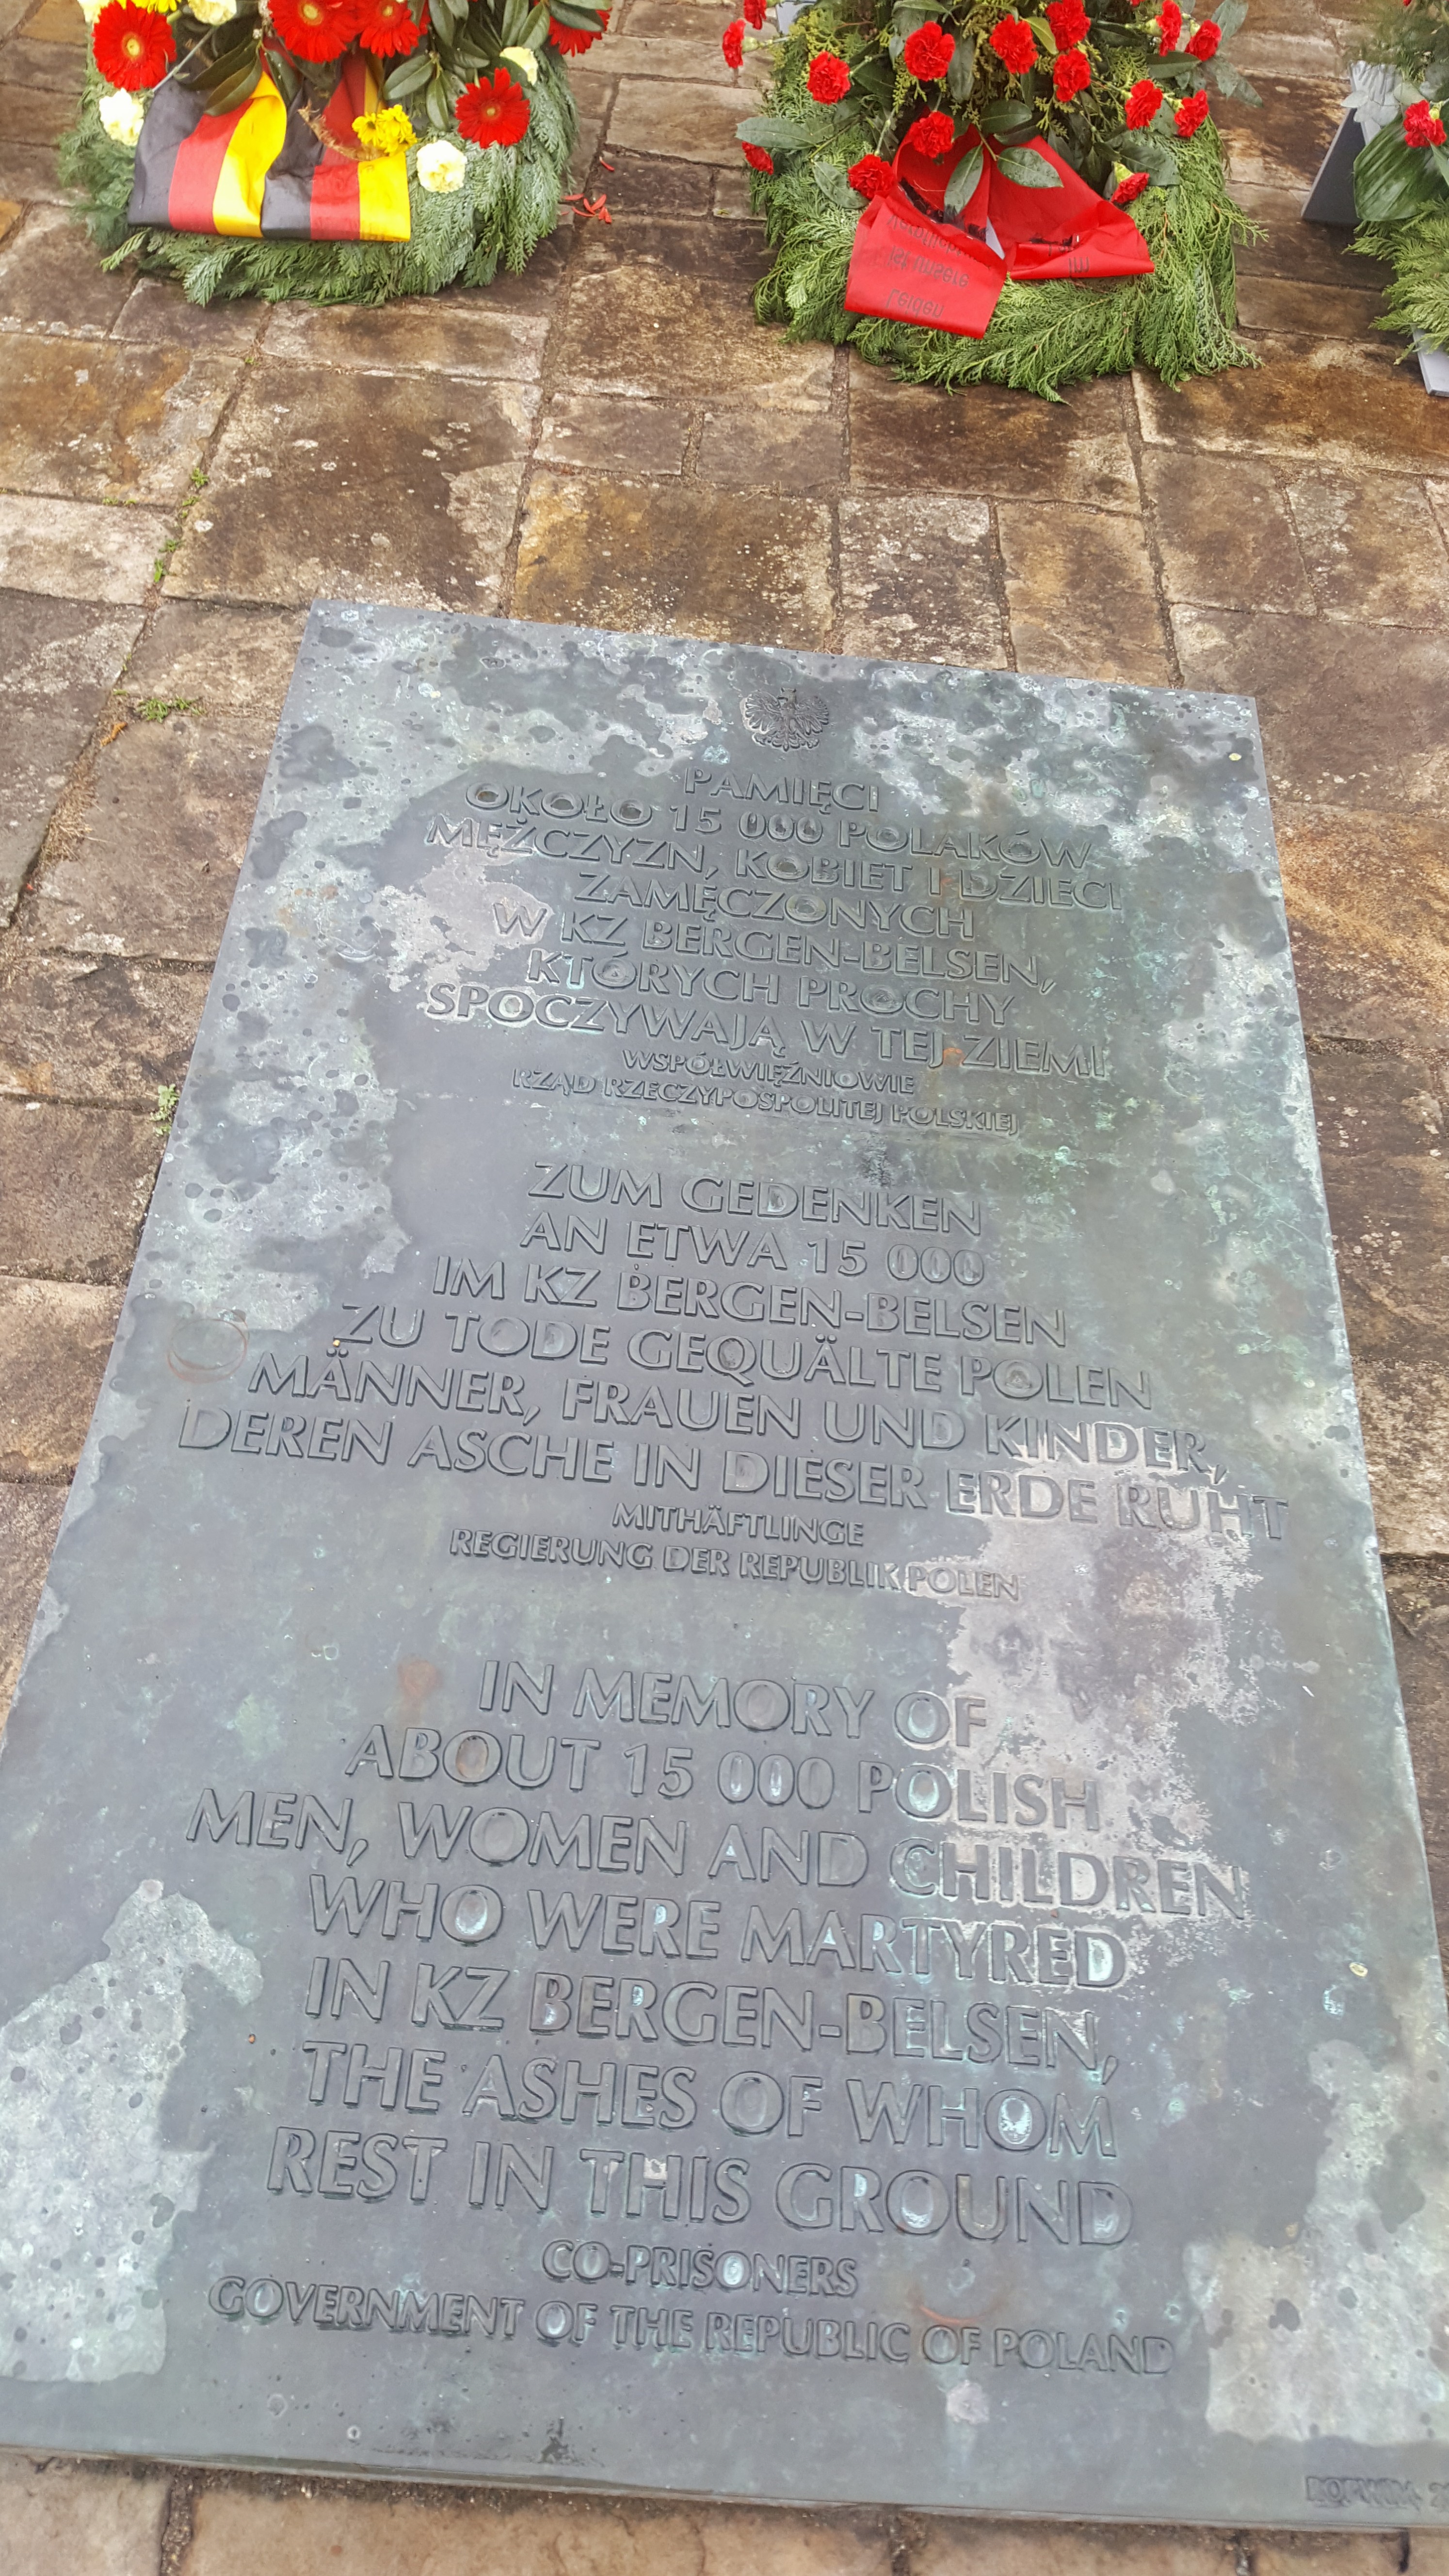 Leiden
für unsere
PAMIĘCI
OKOŁO 15 000 POLAKÓW
MĘŻCZYZN, KOBIET I DZIECI
ZAMĘCZONYCH
W KZ BERGEN-BELSEN,
KTÓRYCH PROCHY
SPOCZYWAJĄ W TEJ ZIEMI
WSPÓŁWIĘŹNIOWIE
RZĄD RZECZYPOSPOLITEJ POLSKIEJ
ZUM GEDENKEN
AN ETWA 15 000
IM KZ BERGEN-BELSEN
ZU TODE GEQUÄLTE POLEN
MÄNNER, FRAUEN UND KINDER,
DEREN ASCHE IN DIESER ERDE RUHT
MITHÄFTLINGE
REGIERUNG DER REPUBLIK POLEN
IN MEMORY OF
ABOUT 15 000 POLISH
MEN, WOMEN AND CHILDREN
WHO WERE MARTYRED
IN KZ BERGEN-BELSEN,
THE ASHES OF WHOM
REST IN THIS GROUND
CO-PRISONERS
GOVERNMENT OF THE REPUBLIC OF POLAND